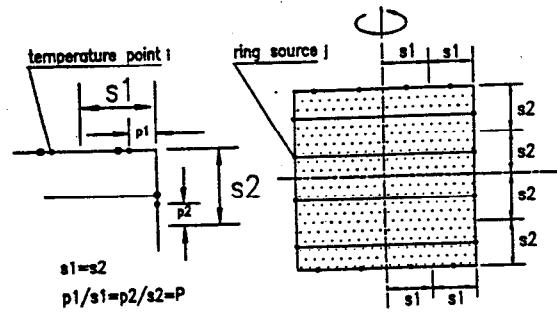 temperature point i
ring source j
s1 s1
S1
p1
s2
s2
s2
s2
s2
p2
s1=s2
p1/s1=p2/s2=P
s1 s1